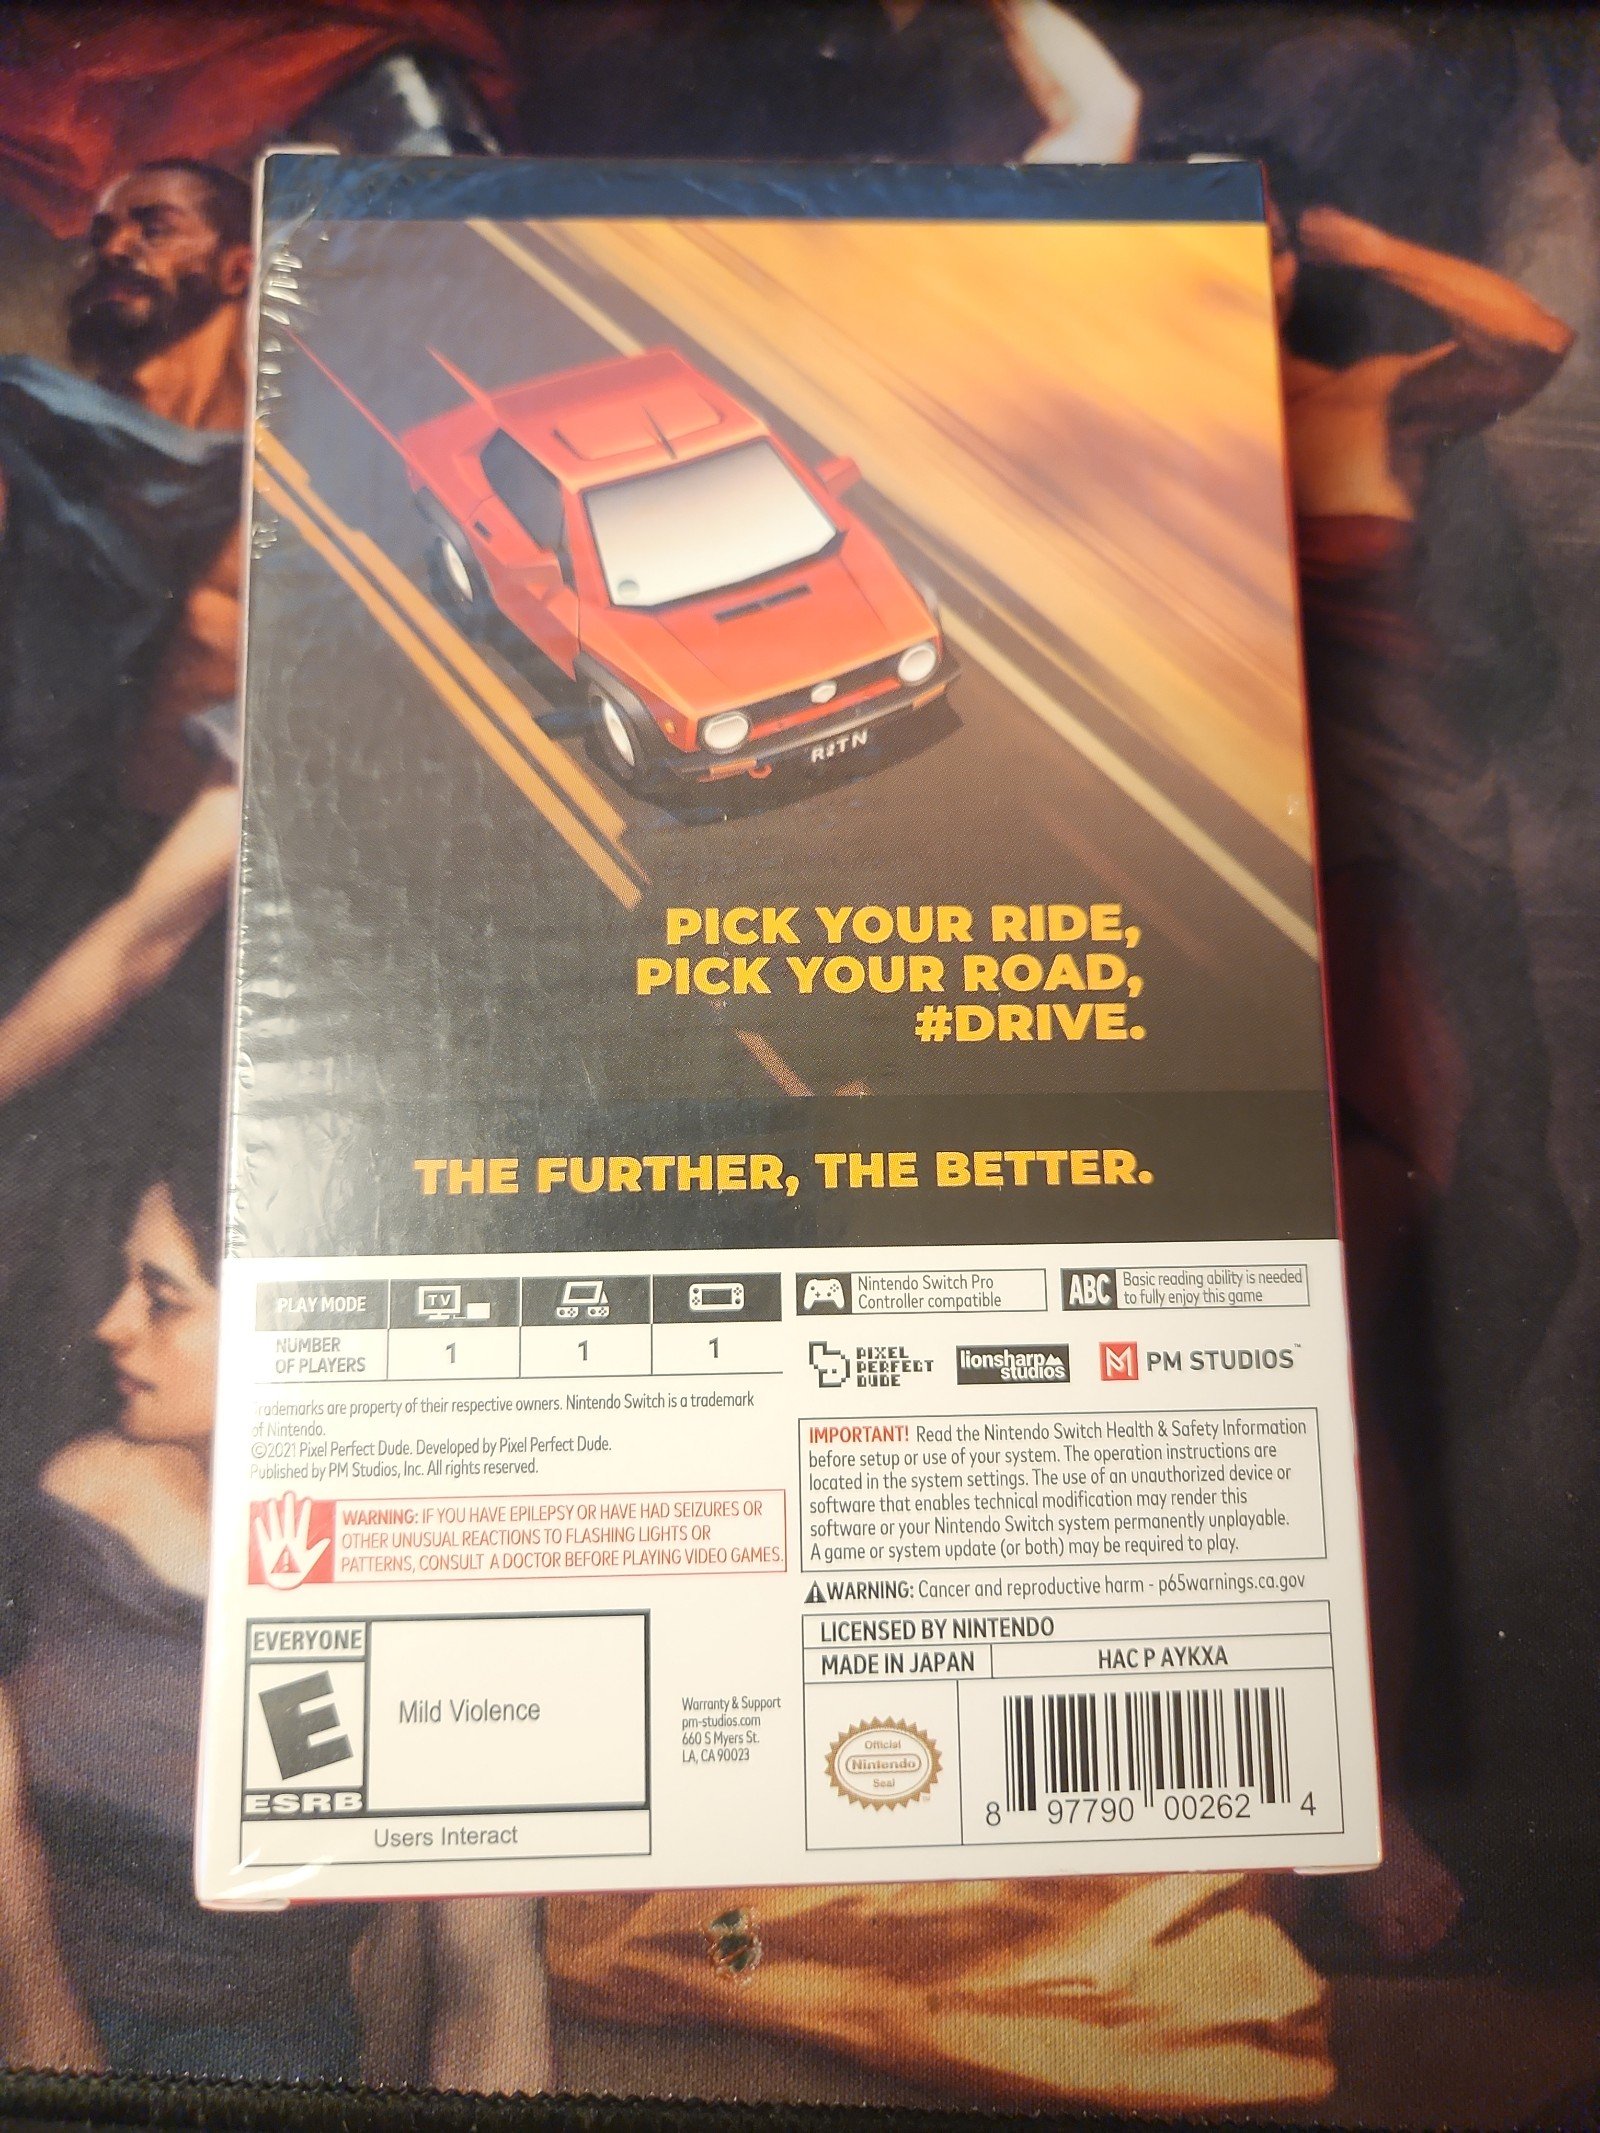 R:TN
PICK YOUR RIDE,
PICK YOUR ROAD,
#DRIVE.
THE FURTHER, THE BETTER.
PLAY MODE
TV
NUMBER
OF PLAYERS
1
1
1
Nintendo Switch Pro
Controller compatible
ABC
Basic reading ability is needed
to fully enjoy this game
PIXEL
PERFECT
DUDE
lionsharp
studios
PM STUDIOS™
Trademarks are property of their respective owners. Nintendo Switch is a trademark
of Nintendo.
©2021 Pixel Perfect Dude. Developed by Pixel Perfect Dude.
Published by PM Studios, Inc. All rights reserved.
WARNING: IF YOU HAVE EPILEPSY OR HAVE HAD SEIZURES OR
OTHER UNUSUAL REACTIONS TO FLASHING LIGHTS OR
PATTERNS, CONSULT A DOCTOR BEFORE PLAYING VIDEO GAMES.
IMPORTANT! Read the Nintendo Switch Health & Safety Information
before setup or use of your system. The operation instructions are
located in the system settings. The use of an unauthorized device or
software that enables technical modification may render this
software or your Nintendo Switch system permanently unplayable.
A game or system update (or both) may be required to play.
WARNING: Cancer and reproductive harm - p65warnings.ca.gov
EVERYONE
E
ESRB
Mild Violence
Users Interact
Warranty & Support
pm-studios.com
660 S Myers St.
LA, CA 90023
LICENSED BY NINTENDO
MADE IN JAPAN
HAC P AYKXA
Official
Nintendo
Seal
8 97790 00262 4